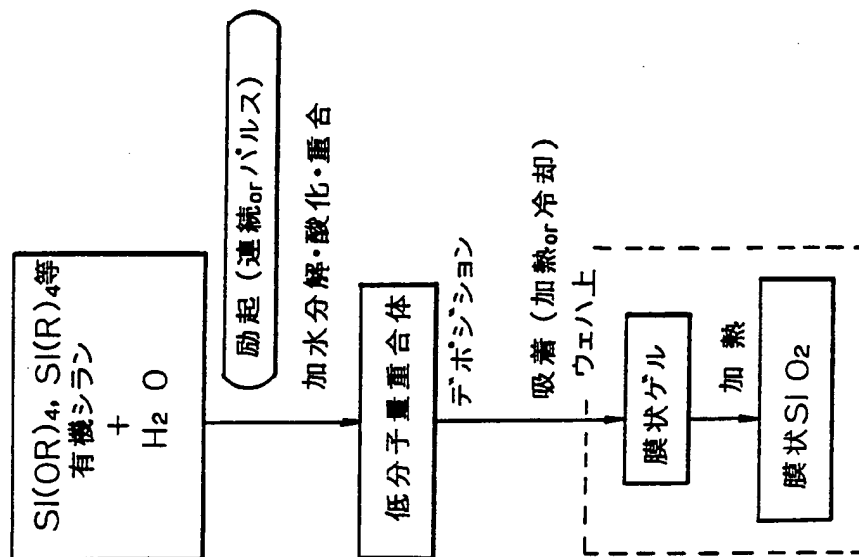 SI(OR)₄, SI(R)₄等
有機シラン
+
H₂O
励起 (連続orパルス)
加水分解・酸化・重合
低分子量重合体
デポジション
吸着 (加熱or冷却)
ウェハ上
膜状ゲル
加熱
膜状SIO₂